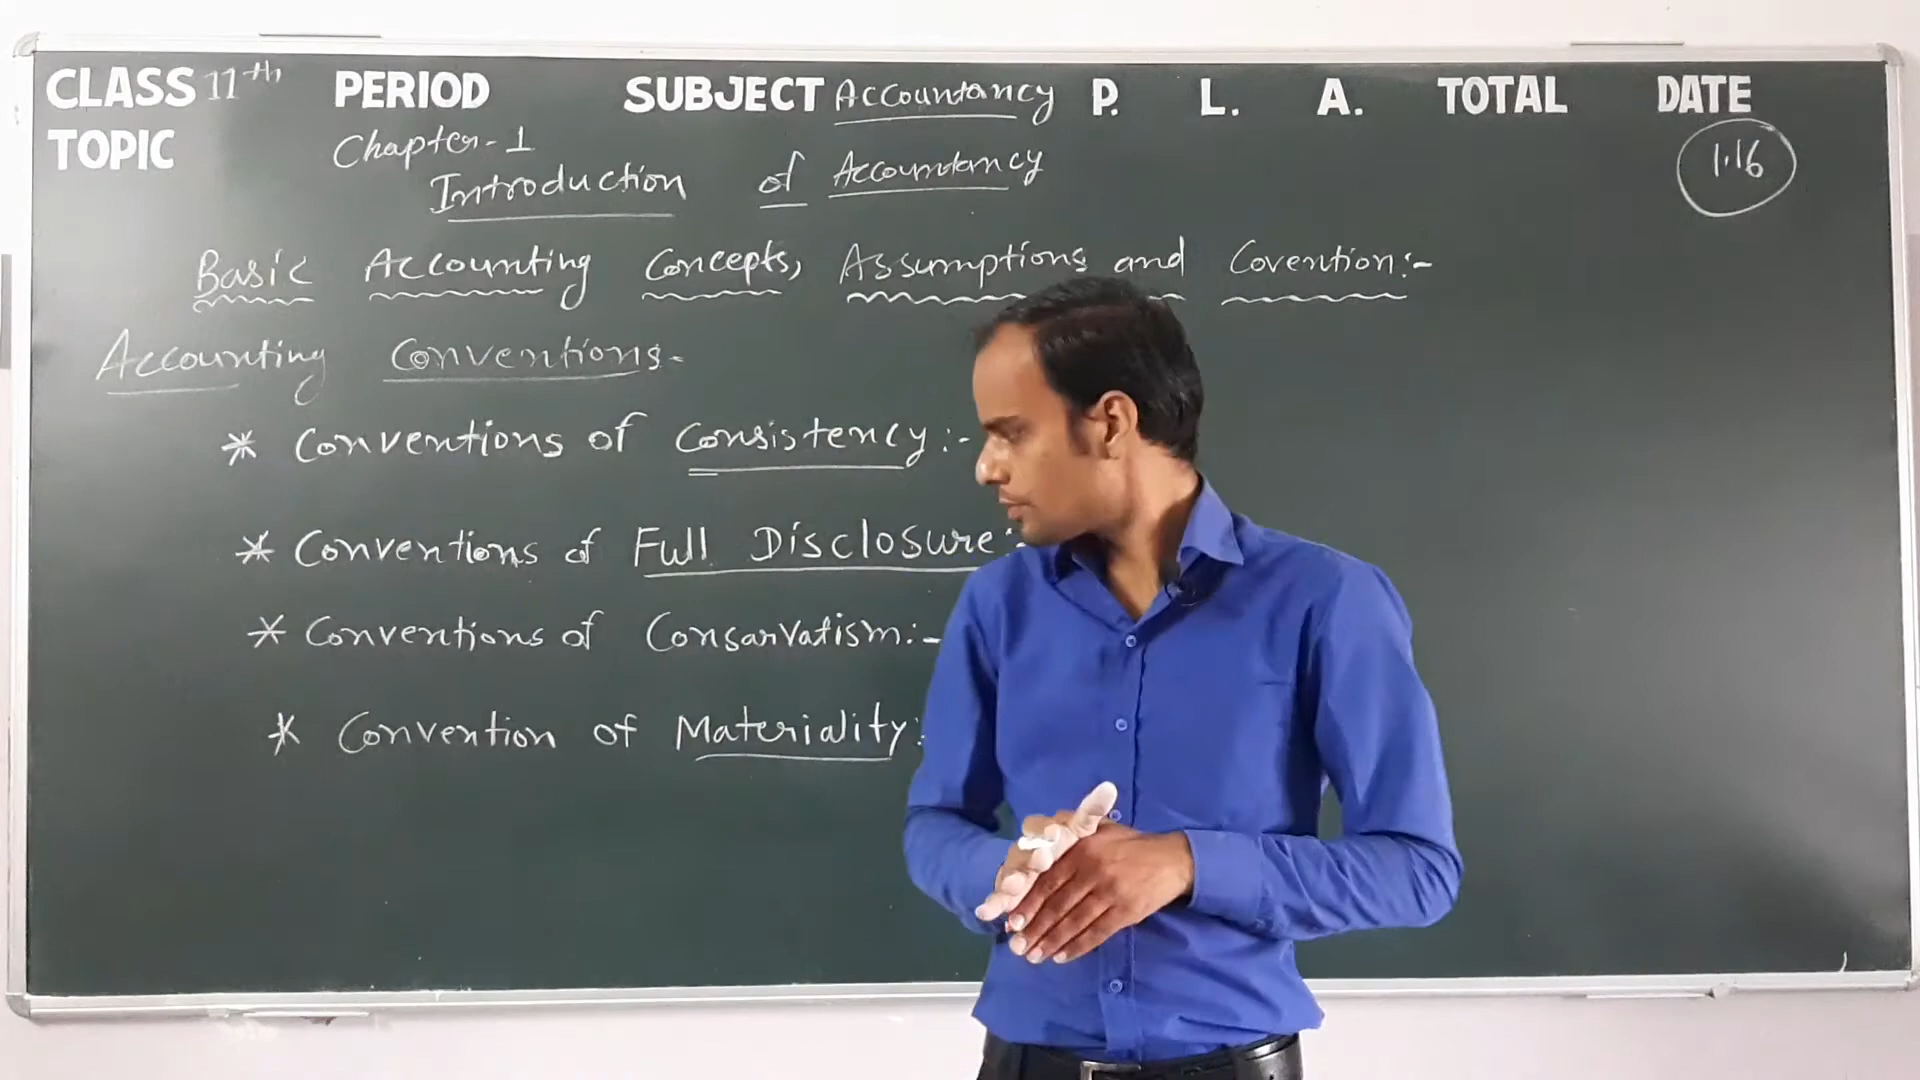 CLASS 11th PERIOD SUBJECT Accountancy P. L. A. TOTAL DATE
TOPIC Chapter-1
Introduction of Accountancy
1.16
Basic Accounting Concepts, Assumptions and Covention:-
Accounting Conventions-
* Conventions of Consistency:-
* Conventions of Full Disclosure:-
* Conventions of Consarvatism:-
* Convention of Materiality: